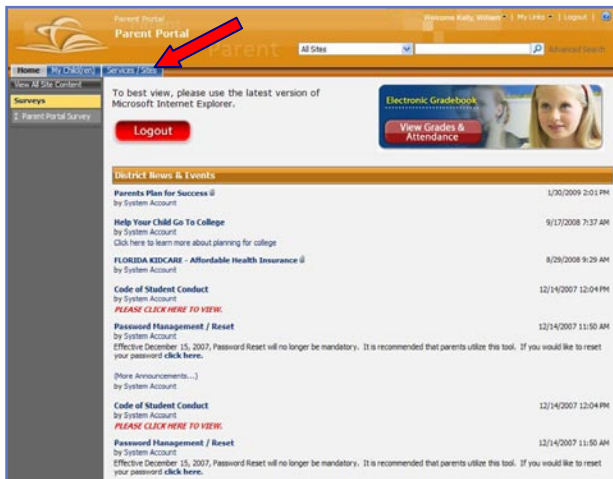 Parent Portal
Welcome Kelly, William | My Links | Logout |
Parent Portal
Parent
All Sites
Advanced Search
Home My Child(ren) Services / Sites
View All Site Content
Surveys
Parent Portal Survey
To best view, please use the latest version of
Microsoft Internet Explorer.
Logout
Electronic Gradebook
View Grades &
Attendance
District News & Events
Parents Plan for Success 1/30/2009 2:01 PM
by System Account
Help Your Child Go To College 9/17/2008 7:37 AM
by System Account
Click here to learn more about planning for college
FLORIDA KIDCARE - Affordable Health Insurance 8/29/2008 9:29 AM
by System Account
Code of Student Conduct 12/14/2007 12:04 PM
by System Account
PLEASE CLICK HERE TO VIEW.
Password Management / Reset 12/14/2007 11:50 AM
by System Account
Effective December 15, 2007, Password Reset will no longer be mandatory. It is recommended that parents utilize this tool. If you would like to reset
your password click here.
(More Announcements...)
by System Account
Code of Student Conduct 12/14/2007 12:04 PM
by System Account
PLEASE CLICK HERE TO VIEW.
Password Management / Reset 12/14/2007 11:50 AM
by System Account
Effective December 15, 2007, Password Reset will no longer be mandatory. It is recommended that parents utilize this tool. If you would like to reset
your password click here.